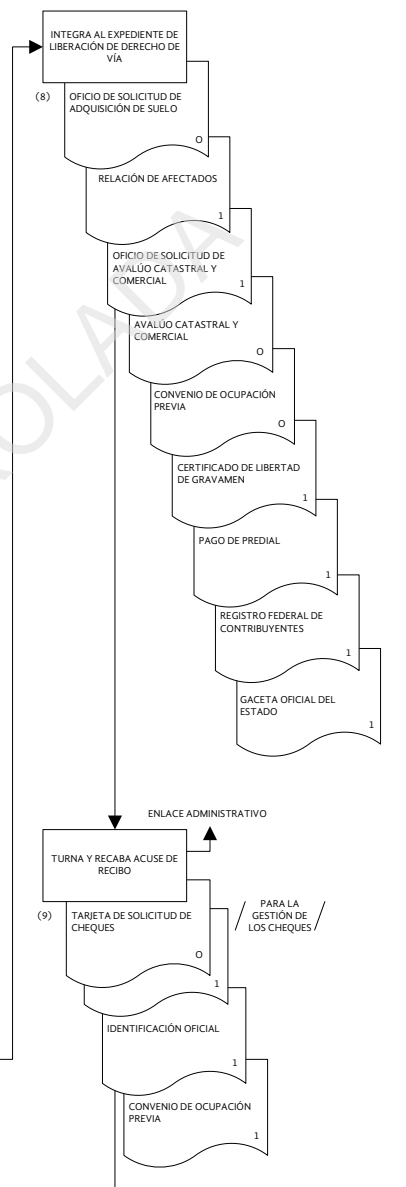 INTEGRA AL EXPEDIENTE DE
LIBERACIÓN DE DERECHO DE
VÍA
(8)
OFICIO DE SOLICITUD DE
ADQUISICIÓN DE SUELO
O
RELACIÓN DE AFECTADOS
1
OFICIO DE SOLICITUD DE
AVALÚO CATASTRAL Y
COMERCIAL
1
AVALÚO CATASTRAL Y
COMERCIAL
O
CONVENIO DE OCUPACIÓN
PREVIA
O
CERTIFICADO DE LIBERTAD
DE GRAVAMEN
1
PAGO DE PREDIAL
1
REGISTRO FEDERAL DE
CONTRIBUYENTES
1
GACETA OFICIAL DEL
ESTADO
1
OLADA
ENLACE ADMINISTRATIVO
TURNA Y RECABA ACUSE DE
RECIBO
(9)
TARJETA DE SOLICITUD DE
CHEQUES
O
1
PARA LA
GESTIÓN DE
LOS CHEQUES
IDENTIFICACIÓN OFICIAL
1
CONVENIO DE OCUPACIÓN
PREVIA
1